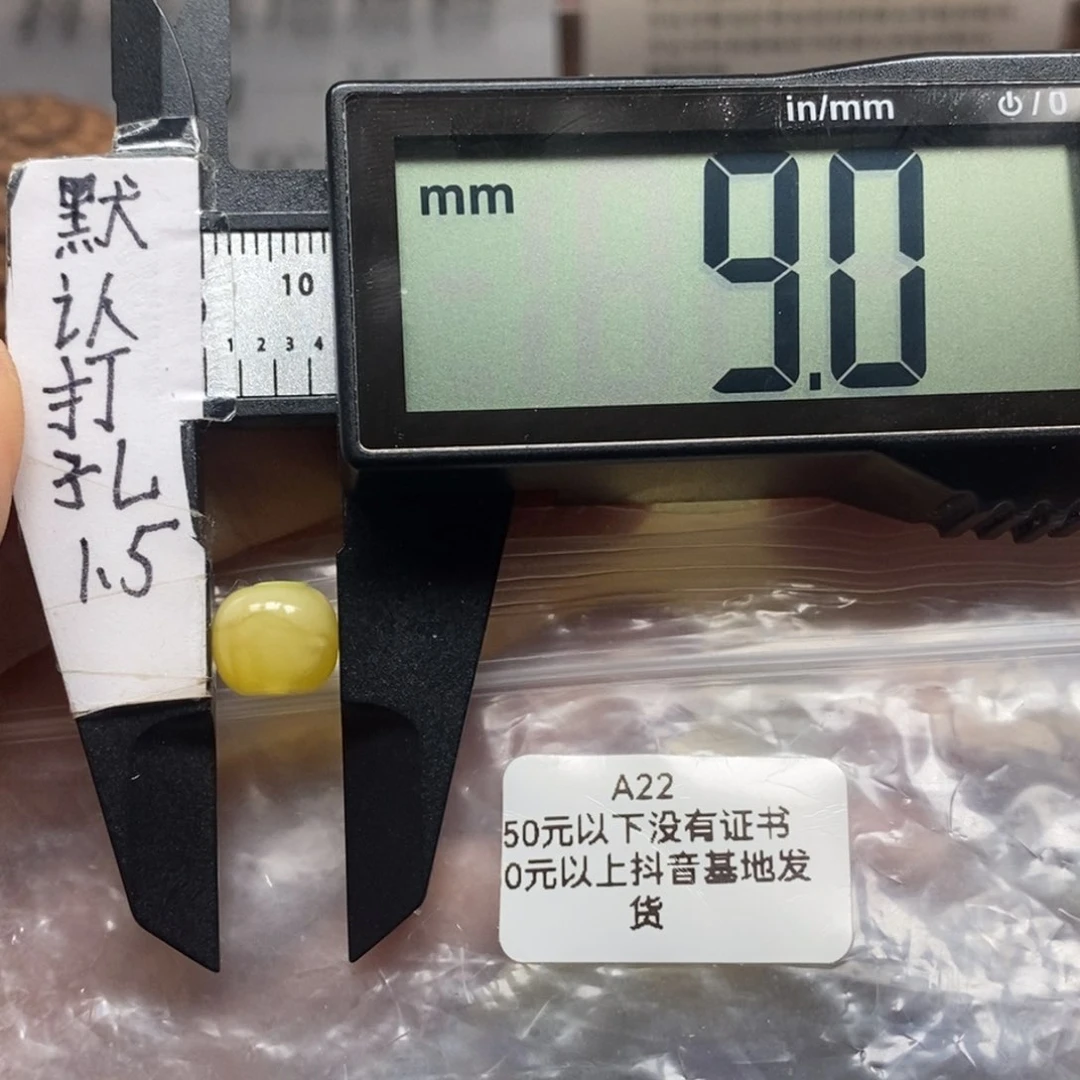 in/mm
⏻/0
mm
9.0
10
1 2 3 4
默
认
打
孔
1.5
A22
50元以下没有证书
0元以上抖音基地发
货